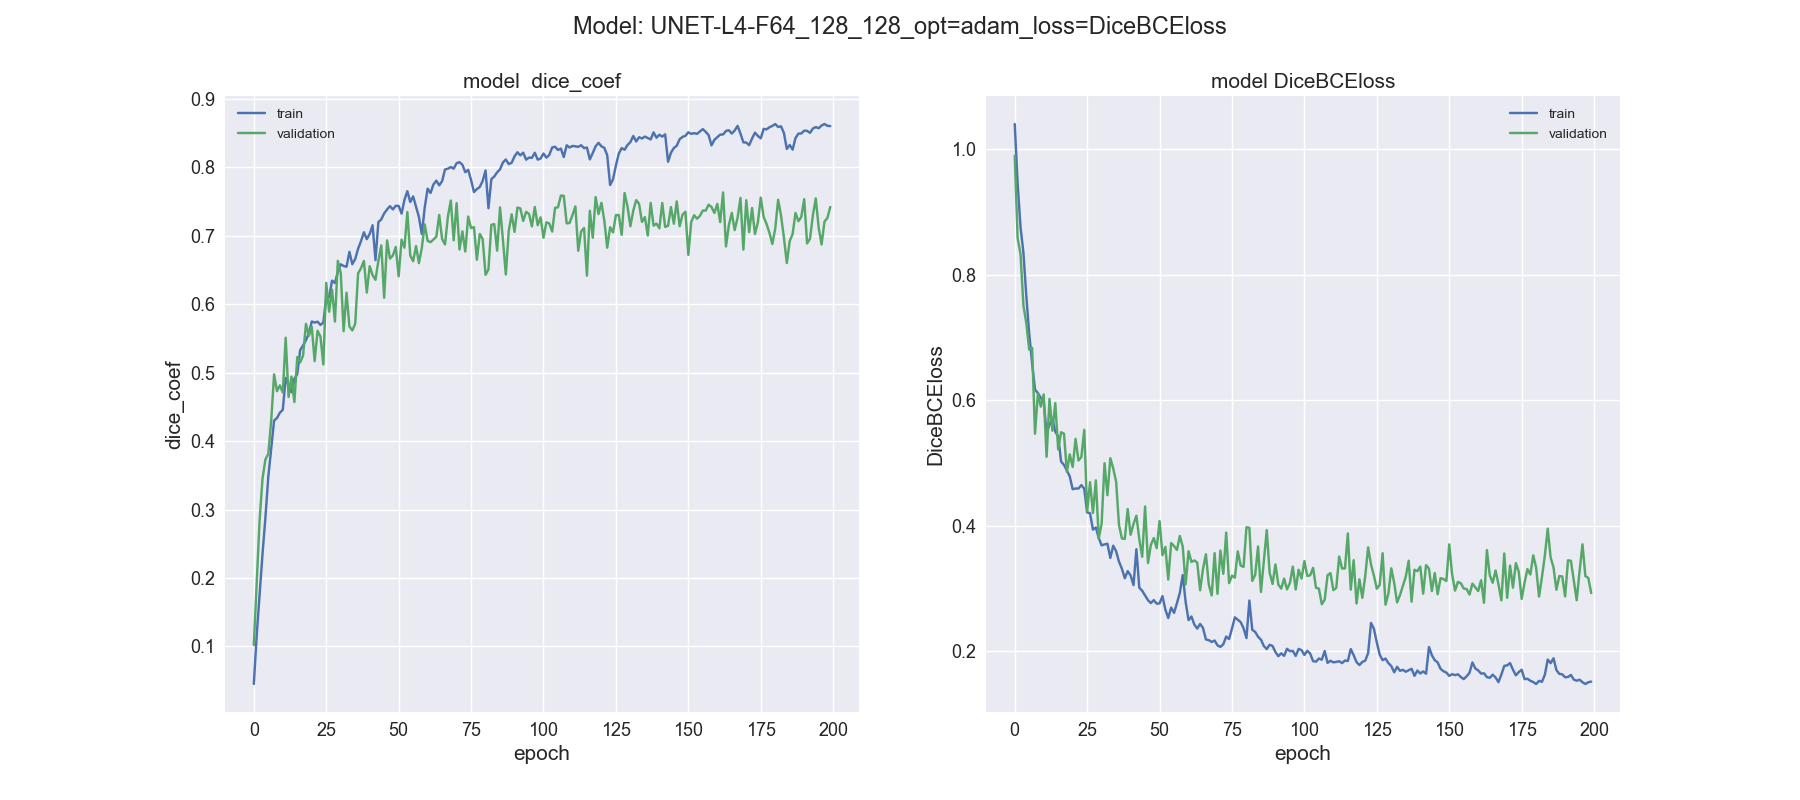 Model: UNET-L4-F64_128_128_opt=adam_loss=DiceBCEloss
model  dice_coef
train
validation
dice_coef
0.9
0.8
0.7
0.6
0.5
0.4
0.3
0.2
0.1
0 25 50 75 100 125 150 175 200
epoch
model DiceBCEloss
train
validation
DiceBCEloss
1.0
0.8
0.6
0.4
0.2
0 25 50 75 100 125 150 175 200
epoch